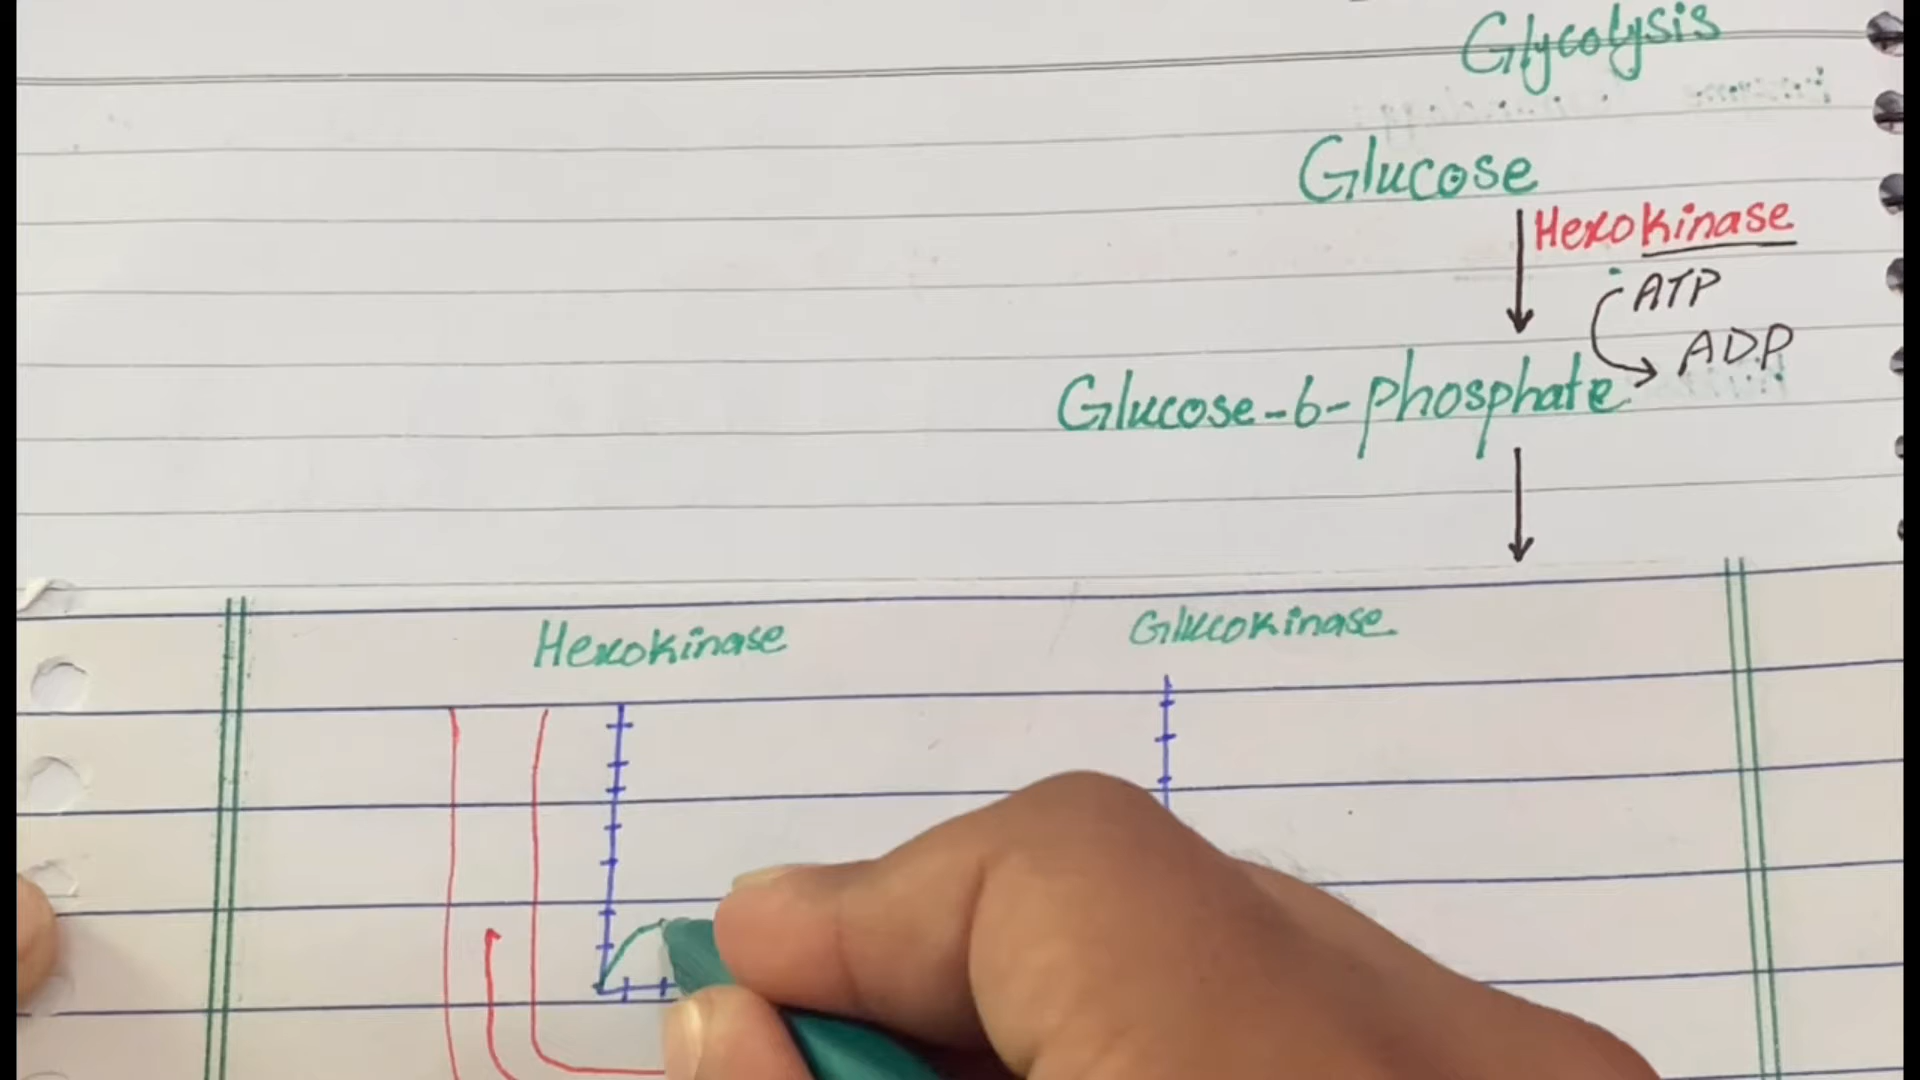 Glycolysis
Glucose
Hexokinase
ATP
ADP
Glucose-6-phosphate
Hexokinase
Glucokinase